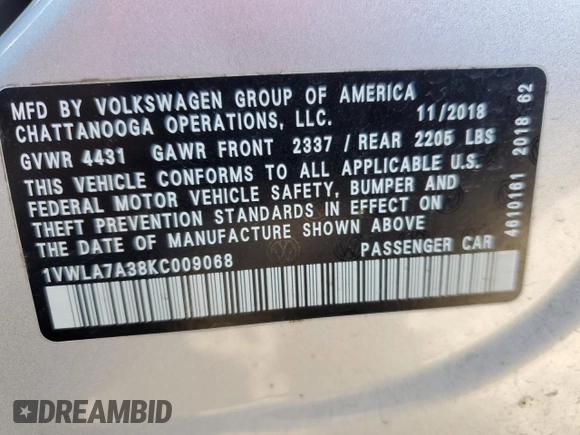 MFD BY VOLKSWAGEN GROUP OF AMERICA
CHATTANOOGA OPERATIONS, LLC. 11/2018
GVWR 4431 GAWR FRONT 2337 / REAR 2205 LBS
THIS VEHICLE CONFORMS TO ALL APPLICABLE U.S.
FEDERAL MOTOR VEHICLE SAFETY, BUMPER AND
THEFT PREVENTION STANDARDS IN EFFECT ON
THE DATE OF MANUFACTURE SHOWN ABOVE
1VWLA7A38KC009068 PASSENGER CAR
4610161 2018 62
DREAMBID